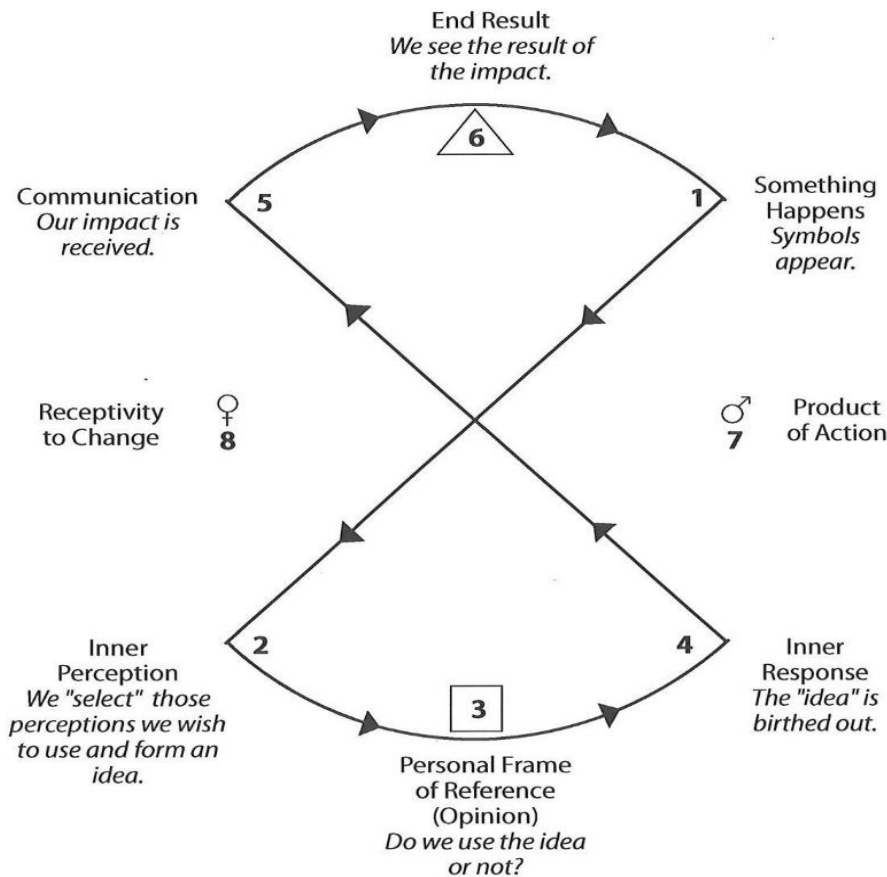 End Result
We see the result of
the impact.
6
Communication
Our impact is
received.
5
1
Something
Happens
Symbols
appear.
Receptivity
to Change
♀
8
♂
7
Product
of Action
Inner
Perception
We "select" those
perceptions we wish
to use and form an
idea.
2
3
Personal Frame
of Reference
(Opinion)
Do we use the idea
or not?
4
Inner
Response
The "idea" is
birthed out.